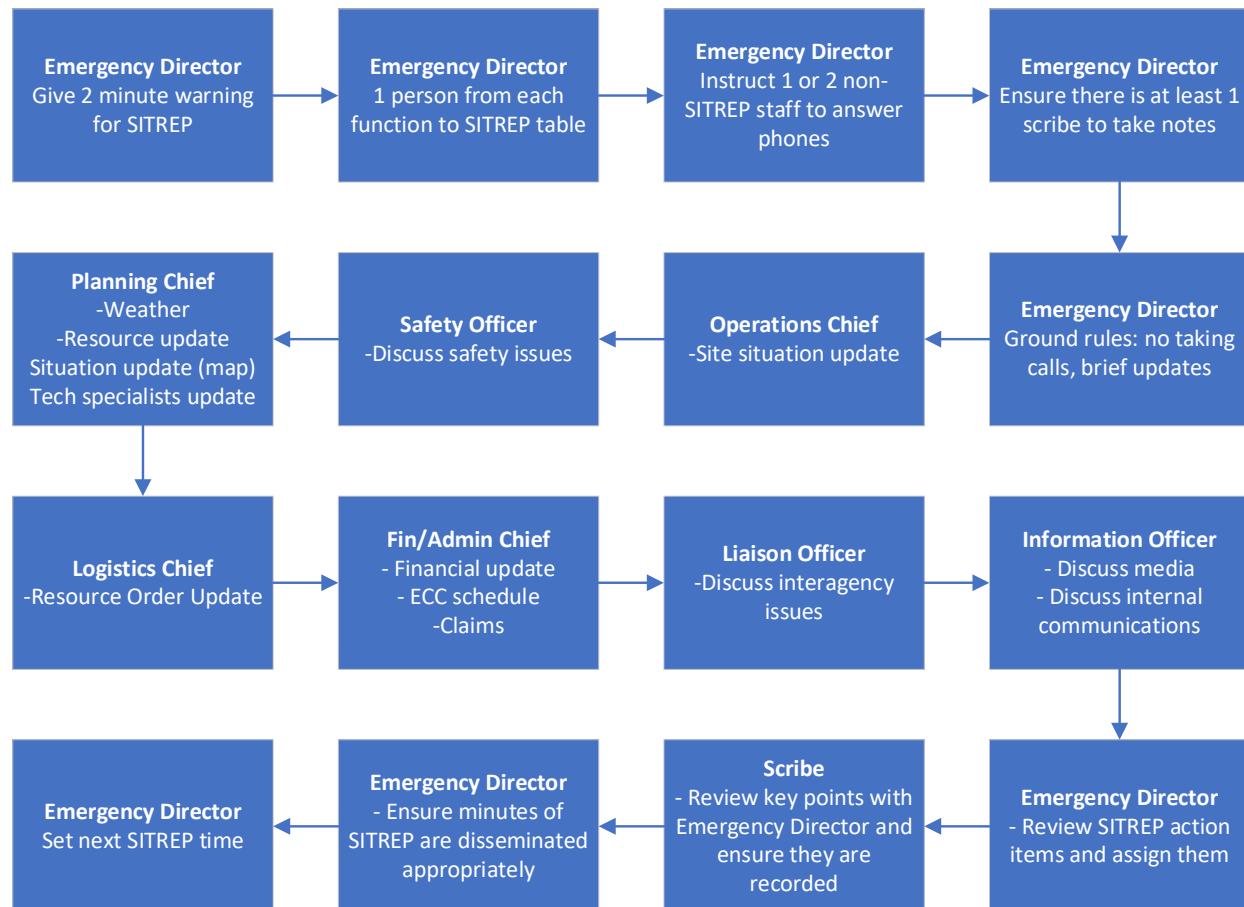 Emergency Director
Give 2 minute warning
for SITREP
Emergency Director
1 person from each
function to SITREP table
Emergency Director
Instruct 1 or 2 non-
SITREP staff to answer
phones
Emergency Director
Ensure there is at least 1
scribe to take notes
Emergency Director
Ground rules: no taking
calls, brief updates
Operations Chief
-Site situation update
Safety Officer
-Discuss safety issues
Planning Chief
-Weather
-Resource update
Situation update (map)
Tech specialists update
Logistics Chief
-Resource Order Update
Fin/Admin Chief
- Financial update
- ECC schedule
-Claims
Liaison Officer
-Discuss interagency
issues
Information Officer
- Discuss media
- Discuss internal
communications
Emergency Director
- Review SITREP action
items and assign them
Scribe
- Review key points with
Emergency Director and
ensure they are
recorded
Emergency Director
- Ensure minutes of
SITREP are disseminated
appropriately
Emergency Director
Set next SITREP time